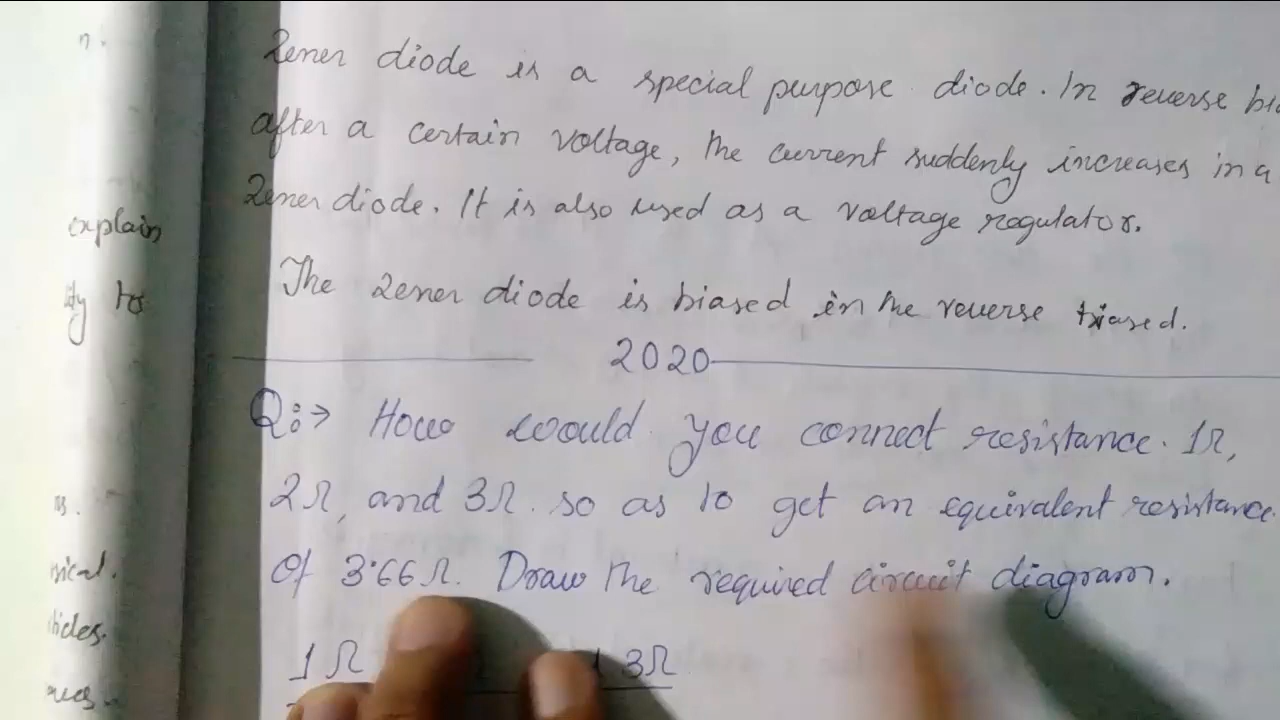 n.
Zener diode is a special purpose diode. In reverse
after a certain voltage, the current suddenly increases in a
Zener diode. It is also used as a voltage regulator.
explain
to
The zener diode is biased in the reverse biased.
2020
Q:→ How would you connect resistance. 1Ω,
2Ω, and 3Ω. so as to get an equivalent resistance.
Of 3.66Ω. Draw the required circuit diagram.
1Ω 3Ω